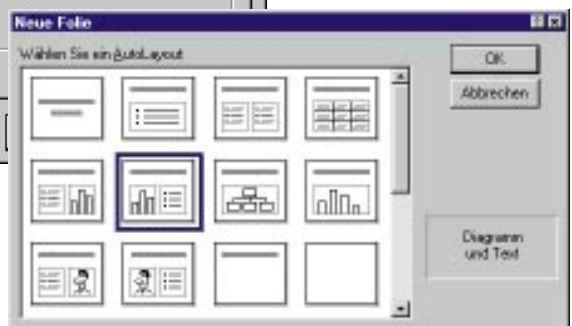 Neue Folie
Wählen Sie ein AutoLayout
OK
Abbrechen
Diagramm
und Text